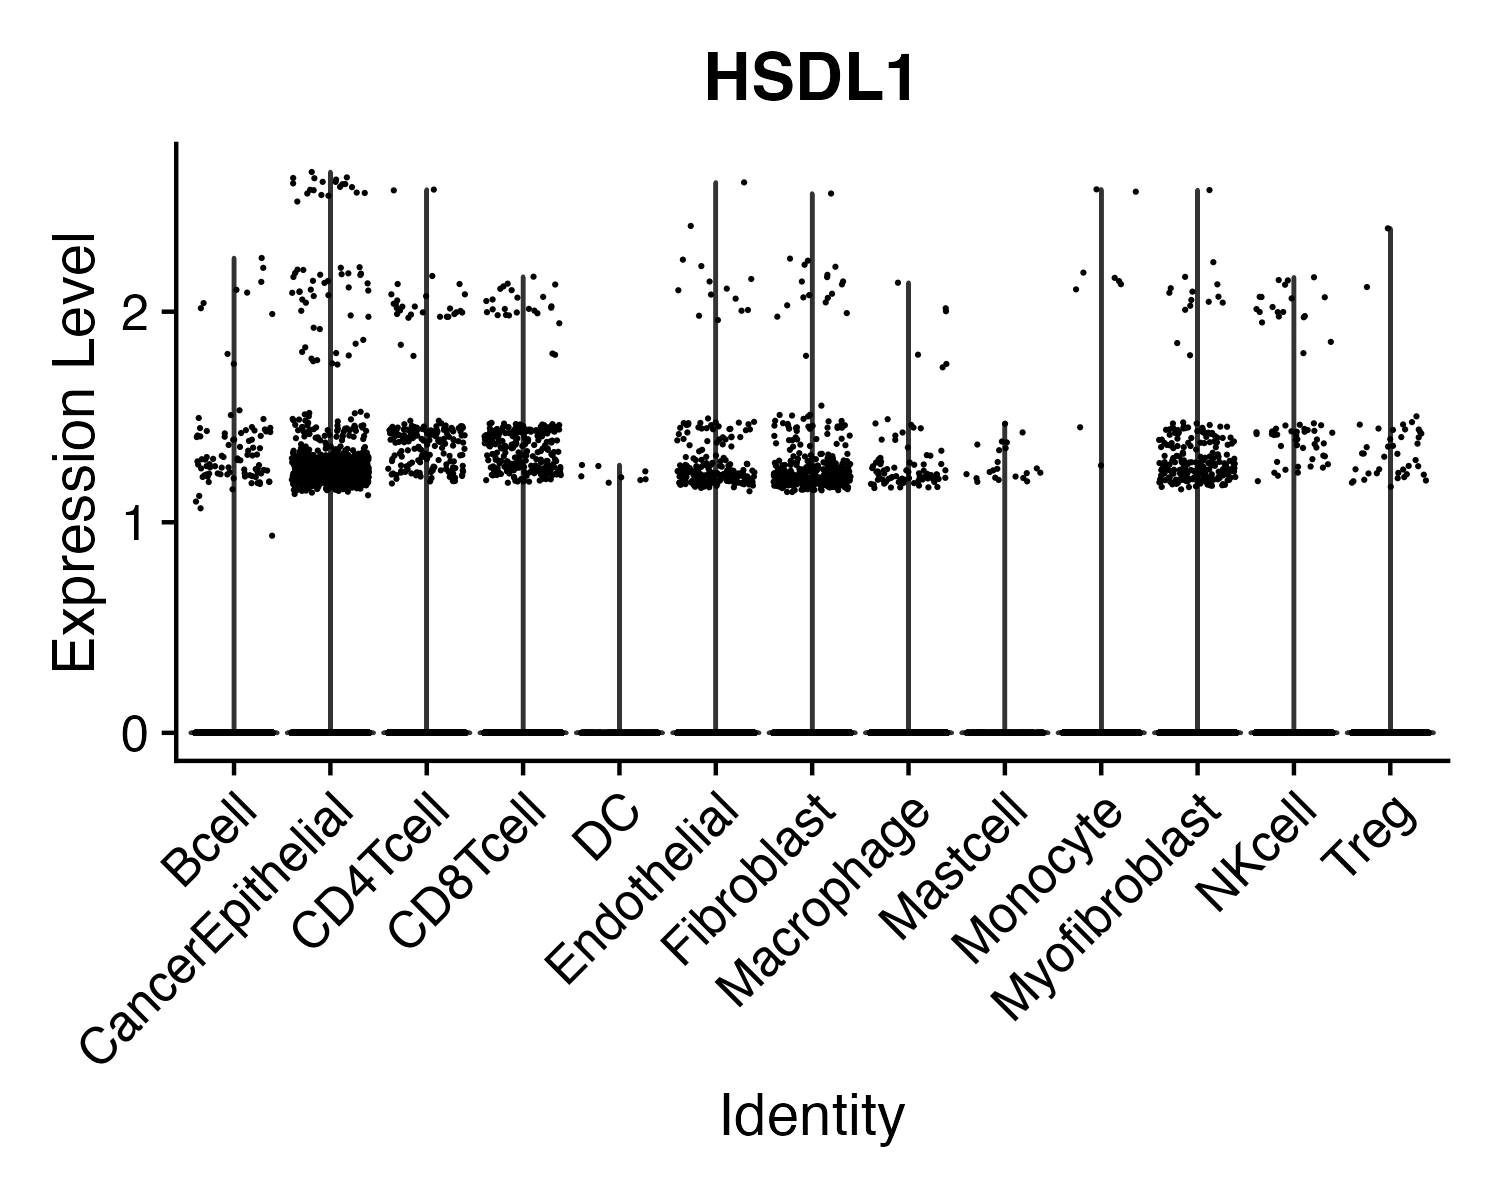 HSDL1
Expression Level
2
1
0
Bcell
CancerEpithelial
CD4Tcell
CD8Tcell
DC
Endothelial
Fibroblast
Macrophage
Mastcell
Monocyte
Myofibroblast
NKcell
Treg
Identity